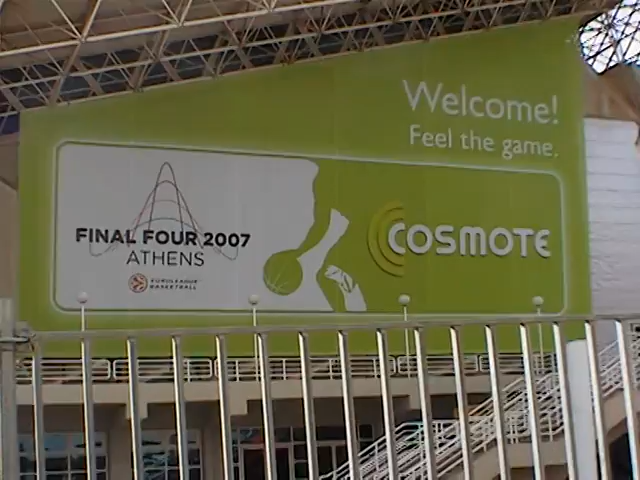 Welcome!
Feel the game.
FINAL FOUR 2007
ATHENS
EUROLEAGUE
BASKETBALL
COSMOTE